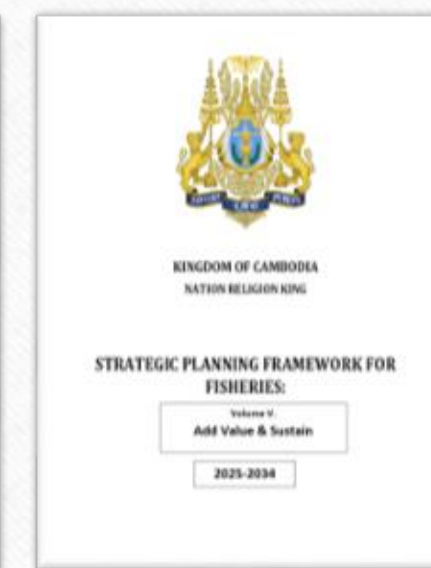 KINGDOM OF CAMBODIA
NATION RELIGION KING
STRATEGIC PLANNING FRAMEWORK FOR
FISHERIES:
Volume V.
Add Value & Sustain
2025-2034